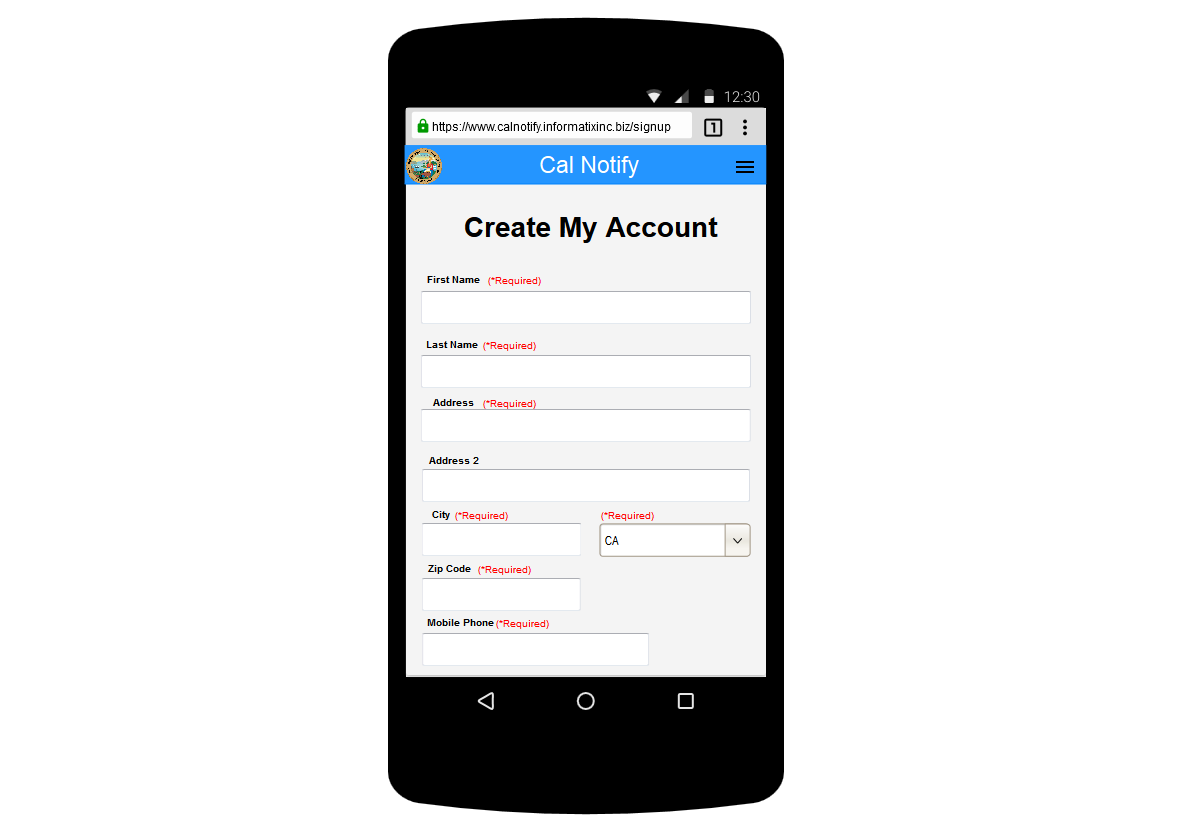 12:30
https://www.calnotify.informatixinc.biz/signup
1
Cal Notify
Create My Account
First Name (*Required)
Last Name (*Required)
Address (*Required)
Address 2
City (*Required) (*Required)
CA
Zip Code (*Required)
Mobile Phone (*Required)